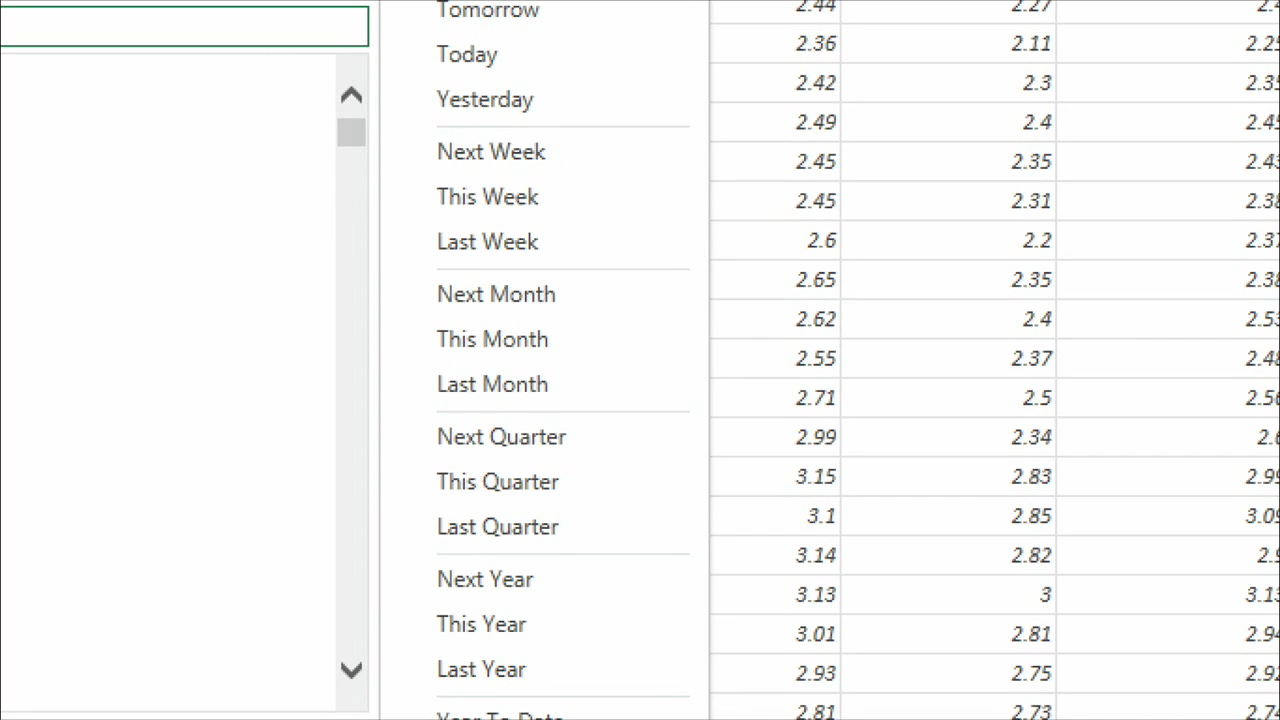 Tomorrow
Today
Yesterday
Next Week
This Week
Last Week
Next Month
This Month
Last Month
Next Quarter
This Quarter
Last Quarter
Next Year
This Year
Last Year
Year To Date
2.44 2.27
2.36 2.11
2.42 2.3
2.49 2.4
2.45 2.35
2.45 2.31
2.6 2.2
2.65 2.35
2.62 2.4
2.55 2.37
2.71 2.5
2.99 2.34
3.15 2.83
3.1 2.85
3.14 2.82
3.13 3
3.01 2.81
2.93 2.75
2.81 2.73